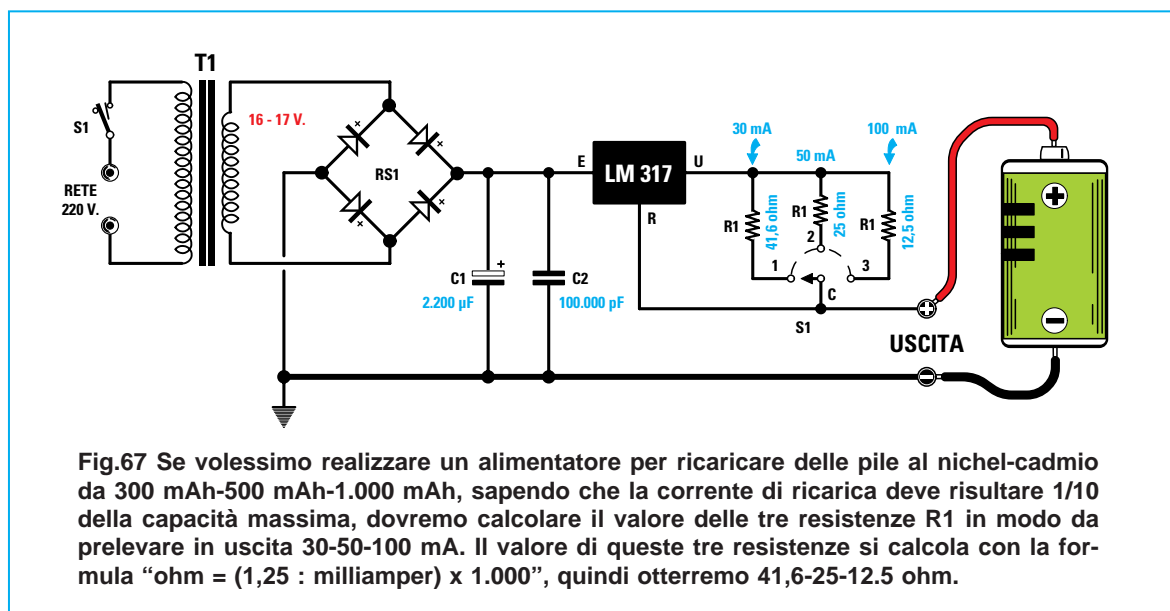 T1
S1
16 - 17 V.
RETE
220 V.
RS1
E
LM 317
U
R
30 mA
50 mA
100 mA
R1
41,6 ohm
R1
25 ohm
R1
12,5 ohm
1
2
3
C
S1
+
C1
2.200 µF
C2
100.000 pF
USCITA
+
−
+
−
Fig.67 Se volessimo realizzare un alimentatore per ricaricare delle pile al nichel-cadmio
da 300 mAh-500 mAh-1.000 mAh, sapendo che la corrente di ricarica deve risultare 1/10
della capacità massima, dovremo calcolare il valore delle tre resistenze R1 in modo da
prelevare in uscita 30-50-100 mA. Il valore di queste tre resistenze si calcola con la for-
mula “ohm = (1,25 : milliamper) x 1.000”, quindi otterremo 41,6-25-12.5 ohm.